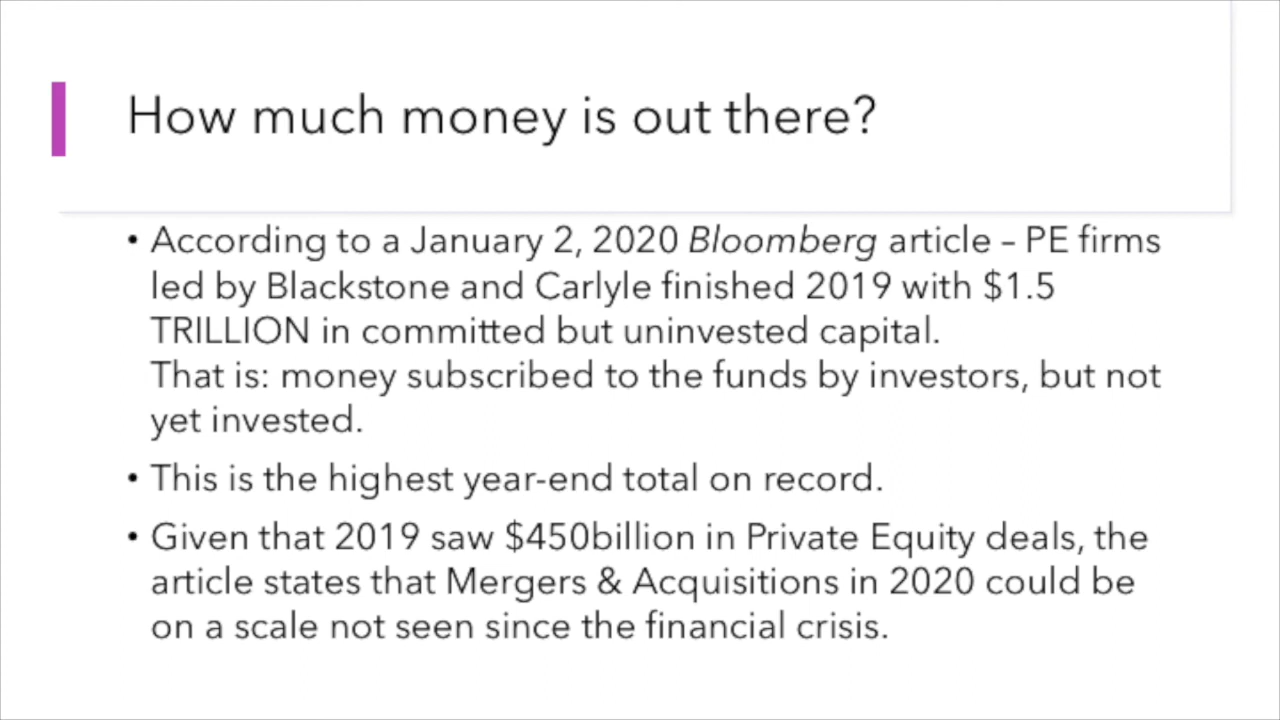 How much money is out there?
• According to a January 2, 2020 Bloomberg article – PE firms
led by Blackstone and Carlyle finished 2019 with $1.5
TRILLION in committed but uninvested capital.
That is: money subscribed to the funds by investors, but not
yet invested.
• This is the highest year-end total on record.
• Given that 2019 saw $450billion in Private Equity deals, the
article states that Mergers & Acquisitions in 2020 could be
on a scale not seen since the financial crisis.